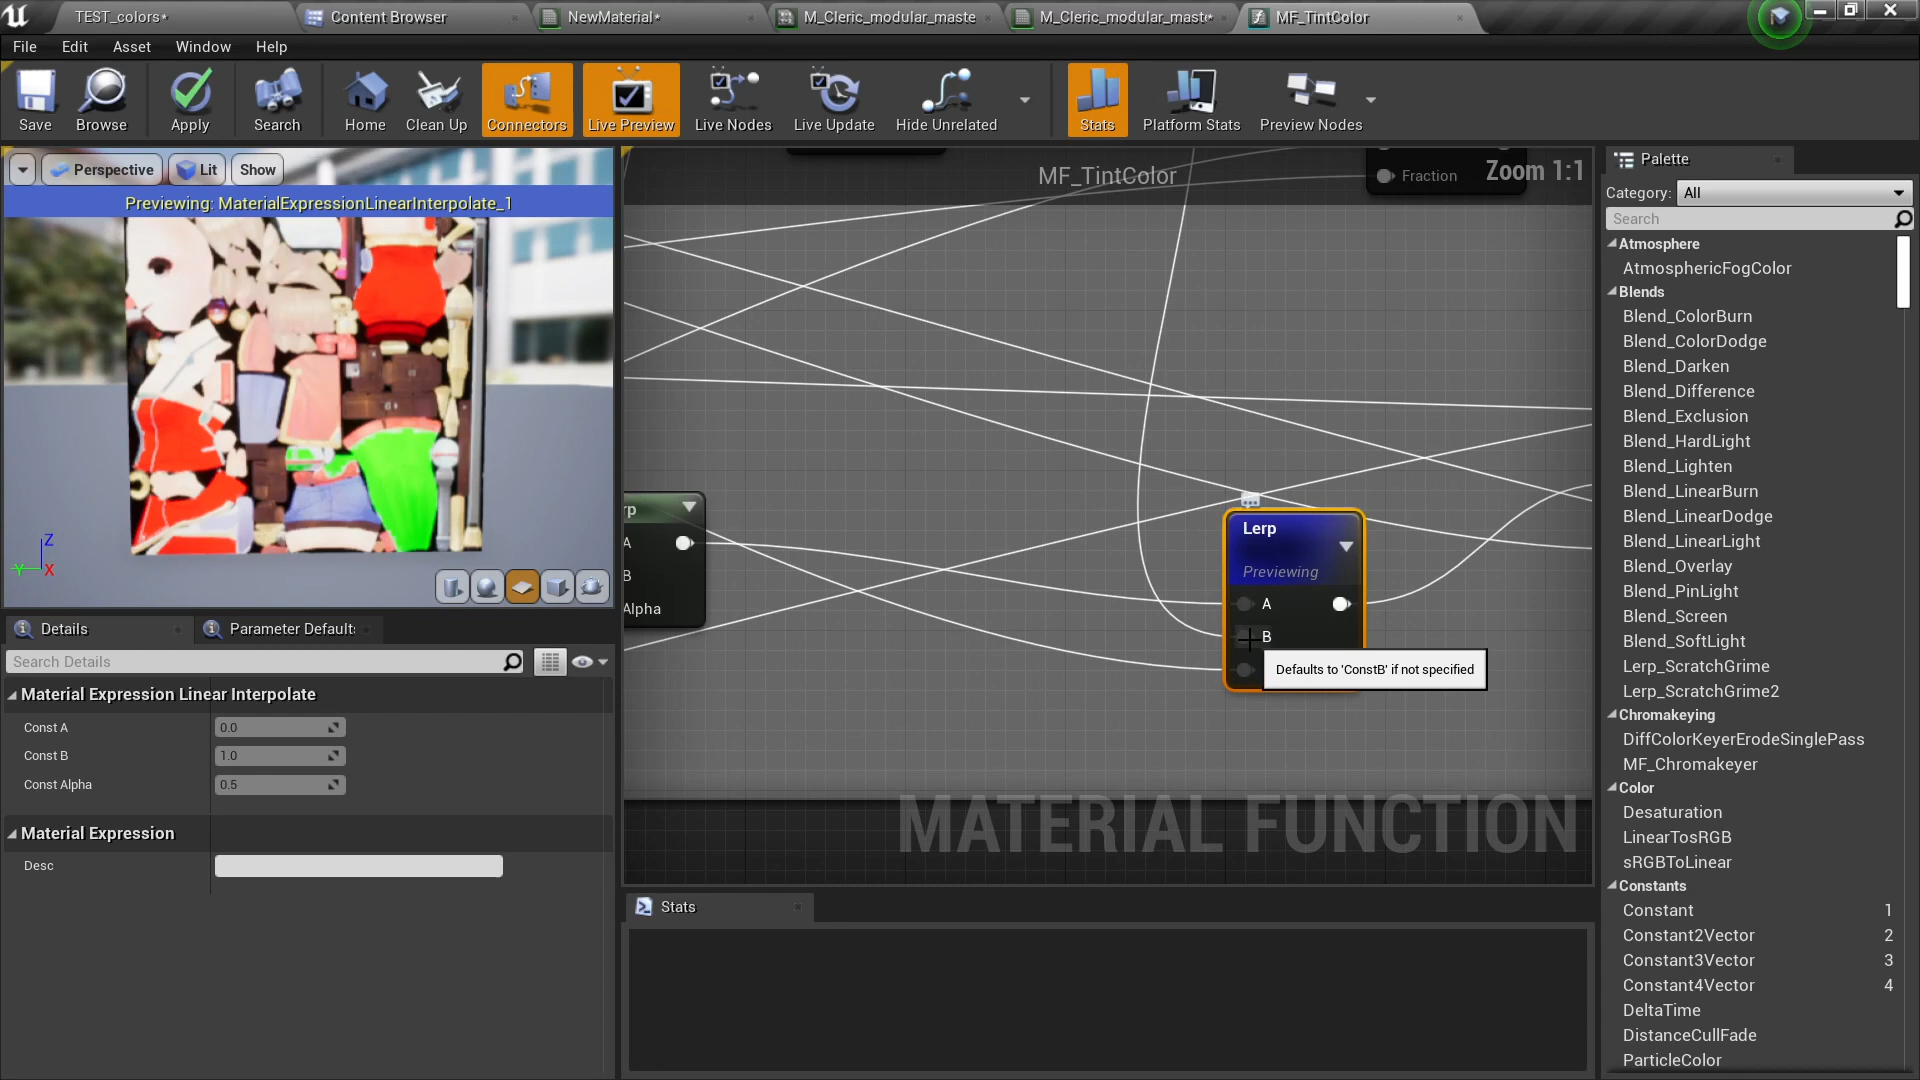 TEST_colors*
Content Browser
NewMaterial*
M_Cleric_modular_maste
M_Cleric_modular_mast*
MF_TintColor
File
Edit
Asset
Window
Help
Save
Browse
Apply
Search
Home
Clean Up
Connectors
Live Preview
Live Nodes
Live Update
Hide Unrelated
Stats
Platform Stats
Preview Nodes
Perspective
Lit
Show
Previewing: MaterialExpressionLinearInterpolate_1
Z
Y
X
Details
Parameter Default
Search Details
Material Expression Linear Interpolate
Const A
0.0
Const B
1.0
Const Alpha
0.5
Material Expression
Desc
MF_TintColor
Fraction
Zoom 1:1
rp
A
B
Alpha
Lerp
Previewing
A
B
Defaults to 'ConstB' if not specified
MATERIAL FUNCTION
Stats
Palette
Category:
All
Search
Atmosphere
AtmosphericFogColor
Blends
Blend_ColorBurn
Blend_ColorDodge
Blend_Darken
Blend_Difference
Blend_Exclusion
Blend_HardLight
Blend_Lighten
Blend_LinearBurn
Blend_LinearDodge
Blend_LinearLight
Blend_Overlay
Blend_PinLight
Blend_Screen
Blend_SoftLight
Lerp_ScratchGrime
Lerp_ScratchGrime2
Chromakeying
DiffColorKeyerErodeSinglePass
MF_Chromakeyer
Color
Desaturation
LinearTosRGB
sRGBToLinear
Constants
Constant 1
Constant2Vector 2
Constant3Vector 3
Constant4Vector 4
DeltaTime
DistanceCullFade
ParticleColor